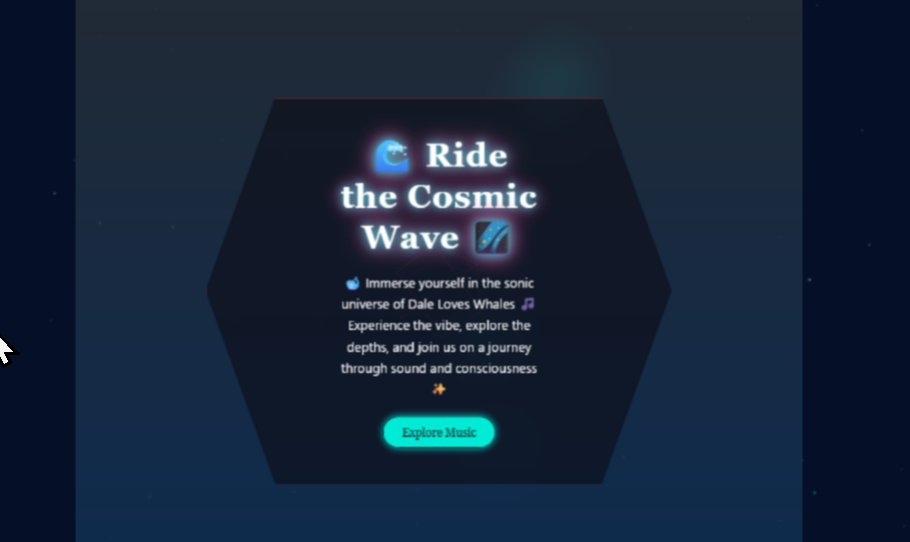 🌊 Ride
the Cosmic
Wave 🌌
🐋 Immerse yourself in the sonic
universe of Dale Loves Whales 🎵
Experience the vibe, explore the
depths, and join us on a journey
through sound and consciousness
✨
Explore Music